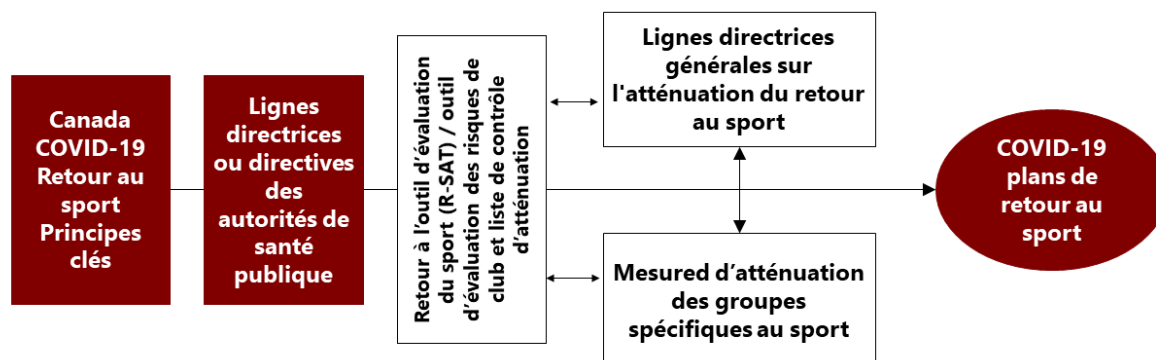 Canada
COVID-19
Retour au
sport
Principes
clés
Lignes
directrices
ou directives
des
autorités de
santé
publique
Retour à l’outil d’évaluation
du sport (R-SAT) / outil
d’évaluation des risques de
club et liste de contrôle
d’atténuation
Lignes directrices
générales sur
l'atténuation du retour
au sport
Mesured d’atténuation
des groupes
spécifiques au sport
COVID-19
plans de
retour au
sport